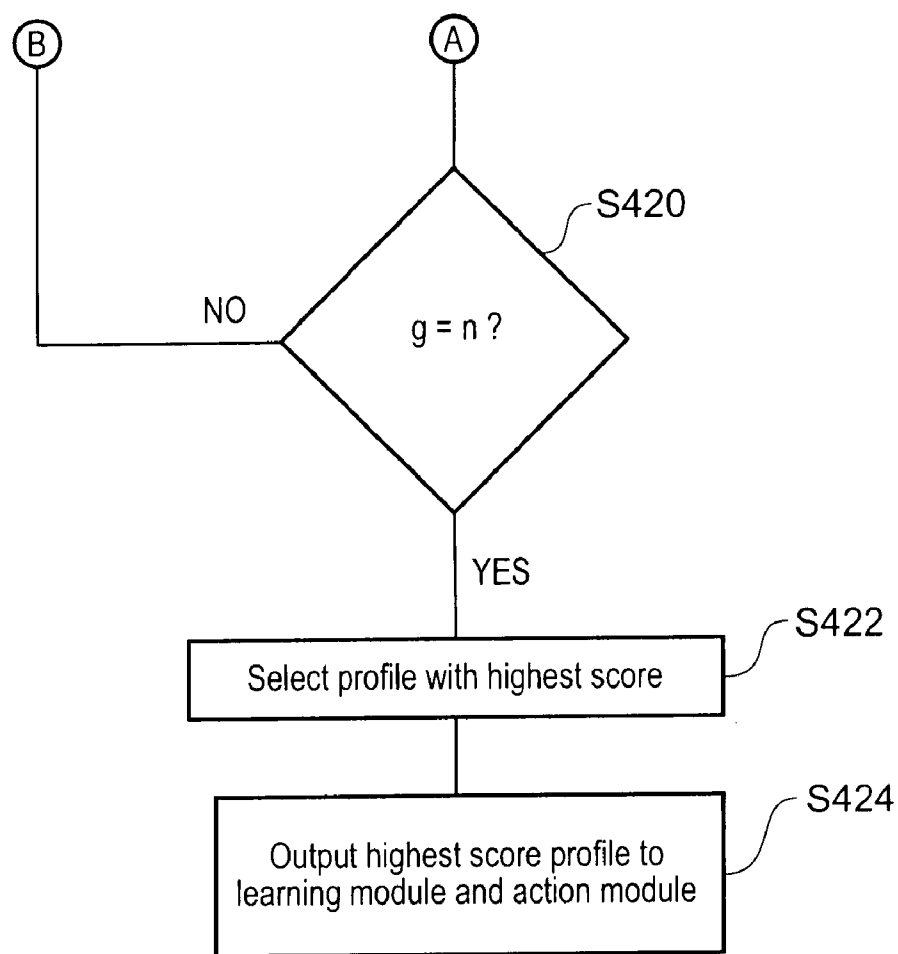 B
A
S420
NO
g = n ?
YES
S422
Select profile with highest score
S424
Output highest score profile to
learning module and action module